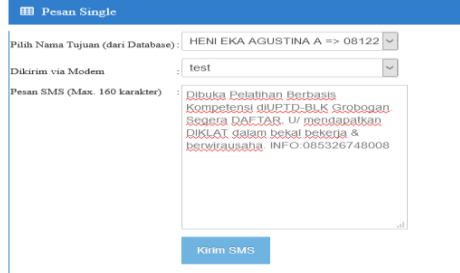 Pesan Single
Pilih Nama Tujuan (dari Database) : HENI EKA AGUSTINA A => 08122
Dikirim via Modem : test
Pesan SMS (Max. 160 karakter) : Dibuka Pelatihan Berbasis
Kompetensi diUPTD-BLK Grobogan.
Segera DAFTAR, U/ mendapatkan
DIKLAT dalam bekal bekerja &
berwirausaha. INFO:085326748008
Kirim SMS